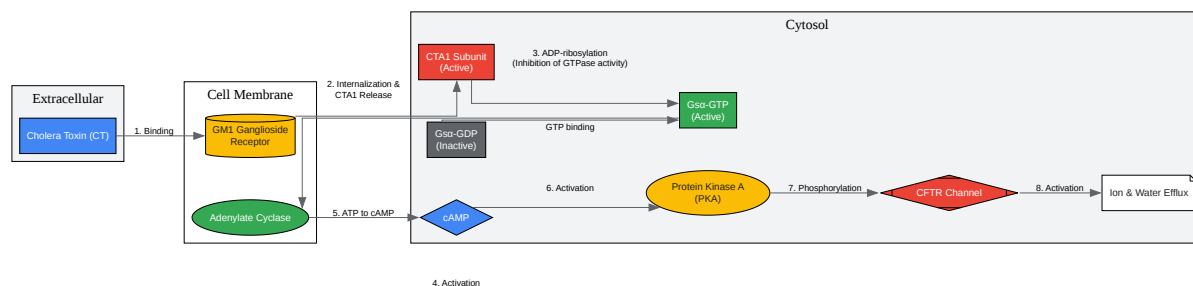 Cytosol
Extracellular
Cholera Toxin (CT)
1. Binding
Cell Membrane
GM1 Ganglioside
Receptor
Adenylate Cyclase
2. Internalization &
CTA1 Release
CTA1 Subunit
(Active)
3. ADP-ribosylation
(Inhibition of GTPase activity)
Gsα-GDP
(Inactive)
GTP binding
Gsα-GTP
(Active)
5. ATP to cAMP
cAMP
6. Activation
Protein Kinase A
(PKA)
7. Phosphorylation
CFTR Channel
8. Activation
Ion & Water Efflux
4. Activation